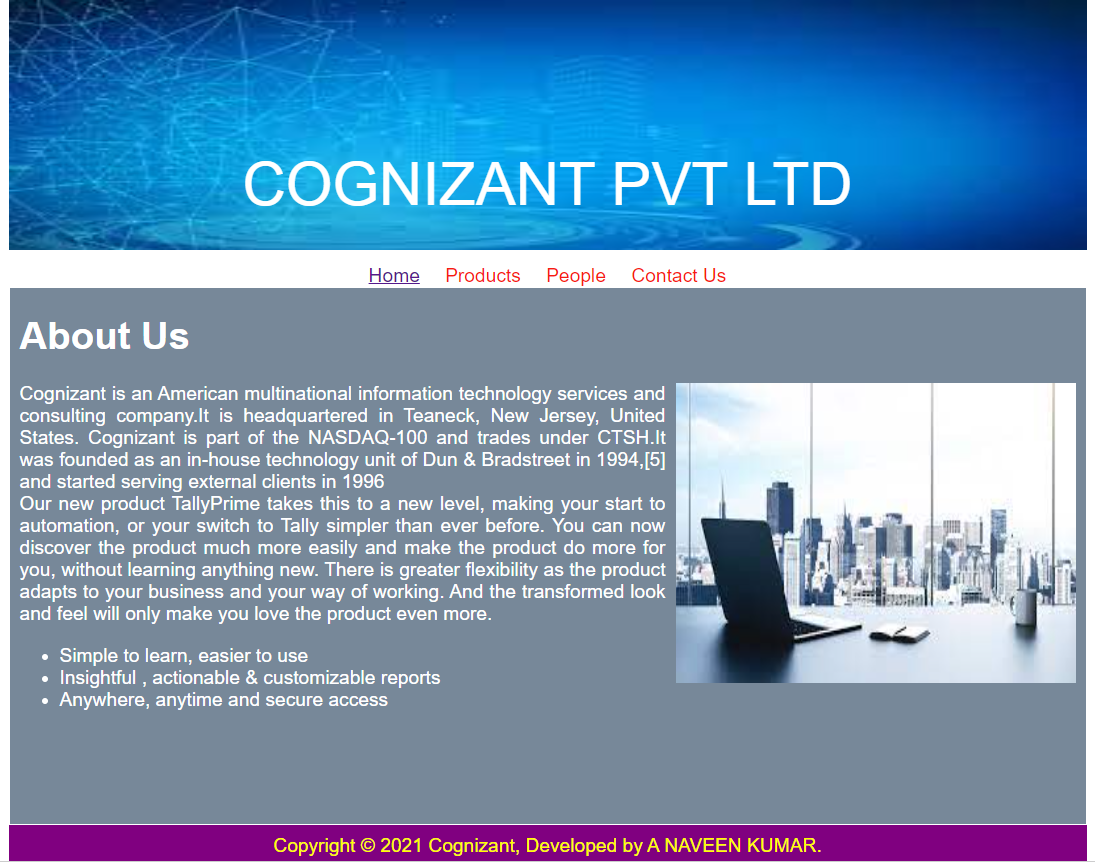 COGNIZANT PVT LTD
Home Products People Contact Us
About Us
Cognizant is an American multinational information technology services and
consulting company.It is headquartered in Teaneck, New Jersey, United
States. Cognizant is part of the NASDAQ-100 and trades under CTSH.It
was founded as an in-house technology unit of Dun & Bradstreet in 1994,[5]
and started serving external clients in 1996
Our new product TallyPrime takes this to a new level, making your start to
automation, or your switch to Tally simpler than ever before. You can now
discover the product much more easily and make the product do more for
you, without learning anything new. There is greater flexibility as the product
adapts to your business and your way of working. And the transformed look
and feel will only make you love the product even more.
• Simple to learn, easier to use
• Insightful , actionable & customizable reports
• Anywhere, anytime and secure access
Copyright © 2021 Cognizant, Developed by A NAVEEN KUMAR.